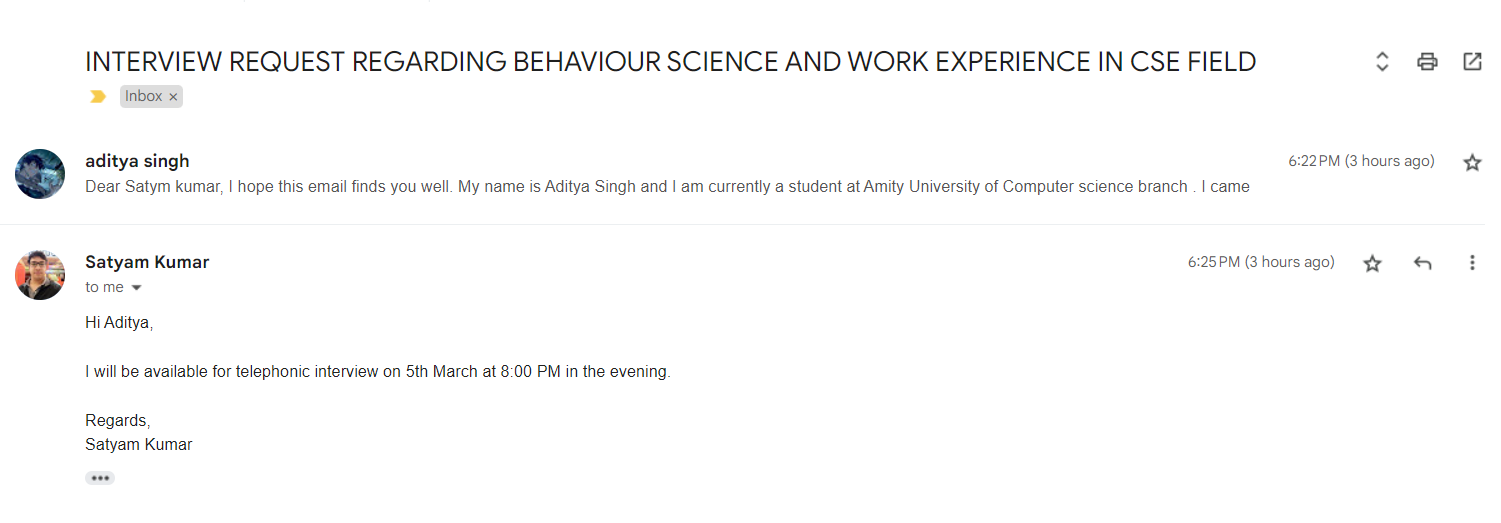 INTERVIEW REQUEST REGARDING BEHAVIOUR SCIENCE AND WORK EXPERIENCE IN CSE FIELD
Inbox ×
aditya singh
6:22 PM (3 hours ago)
Dear Satym kumar, I hope this email finds you well. My name is Aditya Singh and I am currently a student at Amity University of Computer science branch . I came
Satyam Kumar
6:25 PM (3 hours ago)
to me
Hi Aditya,
I will be available for telephonic interview on 5th March at 8:00 PM in the evening.
Regards,
Satyam Kumar